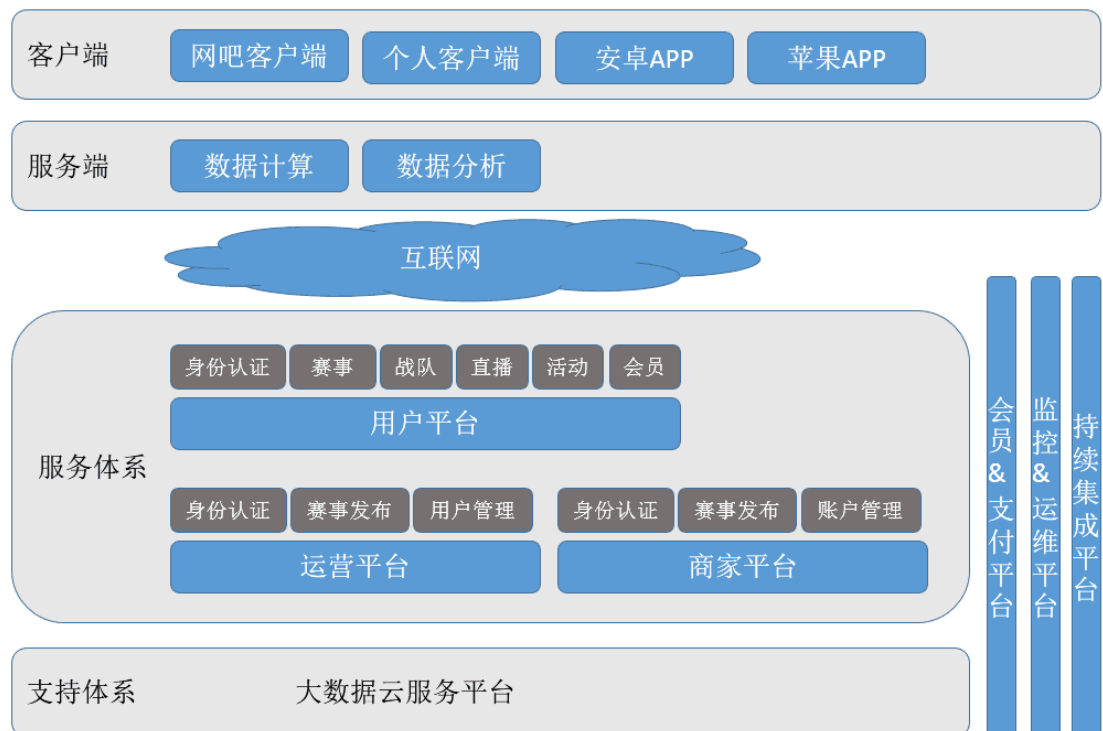 客户端
网吧客户端
个人客户端
安卓APP
苹果APP
服务端
数据计算
数据分析
互联网
服务体系
身份认证
赛事
战队
直播
活动
会员
用户平台
身份认证
赛事发布
用户管理
运营平台
身份认证
赛事发布
账户管理
商家平台
会员&支付平台
监控&运维平台
持续集成平台
支持体系
大数据云服务平台